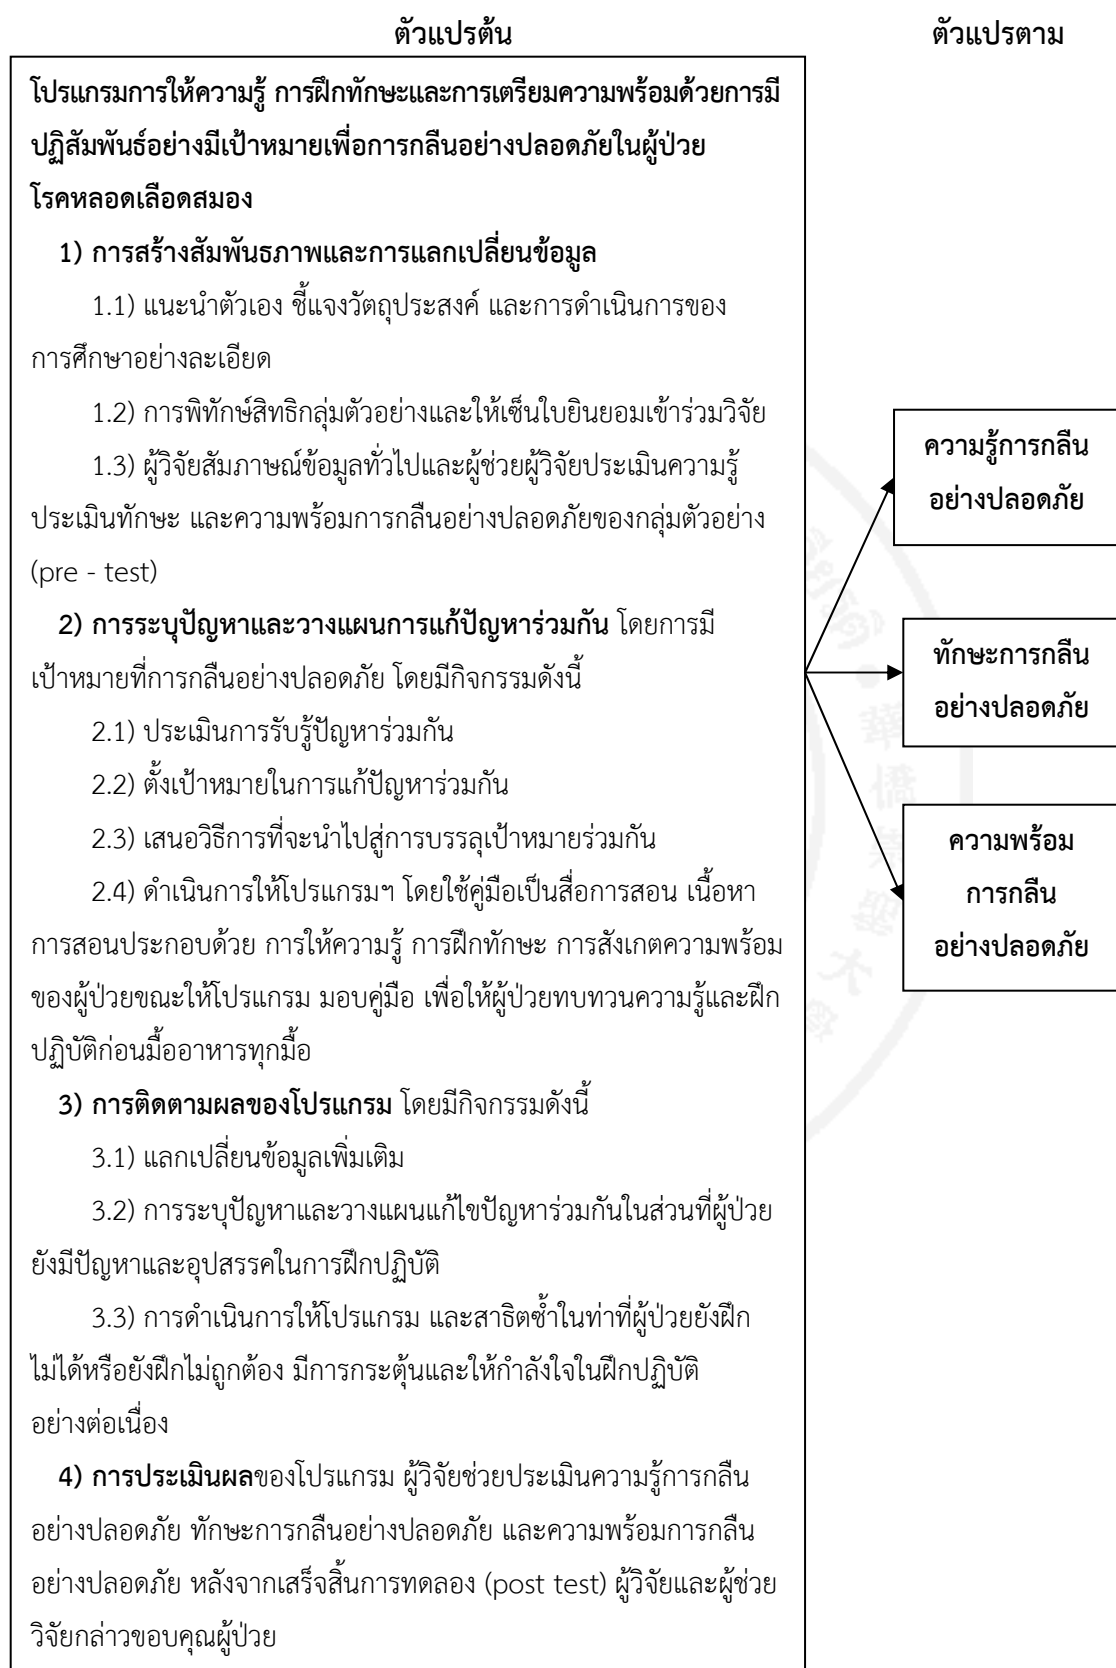 ตัวแปรต้น
ตัวแปรตาม
โปรแกรมการให้ความรู้ การฝึกทักษะและการเตรียมความพร้อมด้วยการมี
ปฏิสัมพันธ์อย่างมีเป้าหมายเพื่อการกลืนอย่างปลอดภัยในผู้ป่วย
โรคหลอดเลือดสมอง
1) การสร้างสัมพันธภาพและการแลกเปลี่ยนข้อมูล
1.1) แนะนำตัวเอง ชี้แจงวัตถุประสงค์ และการดำเนินการของ
การศึกษาอย่างละเอียด
1.2) การพิทักษ์สิทธิกลุ่มตัวอย่างและให้เซ็นใบยินยอมเข้าร่วมวิจัย
1.3) ผู้วิจัยสัมภาษณ์ข้อมูลทั่วไปและผู้ช่วยผู้วิจัยประเมินความรู้
ประเมินทักษะ และความพร้อมการกลืนอย่างปลอดภัยของกลุ่มตัวอย่าง
(pre - test)
2) การระบุปัญหาและวางแผนการแก้ปัญหาร่วมกัน โดยการมี
เป้าหมายที่การกลืนอย่างปลอดภัย โดยมีกิจกรรมดังนี้
2.1) ประเมินการรับรู้ปัญหาร่วมกัน
2.2) ตั้งเป้าหมายในการแก้ปัญหาร่วมกัน
2.3) เสนอวิธีการที่จะนำไปสู่การบรรลุเป้าหมายร่วมกัน
2.4) ดำเนินการให้โปรแกรมฯ โดยใช้คู่มือเป็นสื่อการสอน เนื้อหา
การสอนประกอบด้วย การให้ความรู้ การฝึกทักษะ การสังเกตความพร้อม
ของผู้ป่วยขณะให้โปรแกรม มอบคู่มือ เพื่อให้ผู้ป่วยทบทวนความรู้และฝึก
ปฏิบัติก่อนมื้ออาหารทุกมื้อ
3) การติดตามผลของโปรแกรม โดยมีกิจกรรมดังนี้
3.1) แลกเปลี่ยนข้อมูลเพิ่มเติม
3.2) การระบุปัญหาและวางแผนแก้ไขปัญหาร่วมกันในส่วนที่ผู้ป่วย
ยังมีปัญหาและอุปสรรคในการฝึกปฏิบัติ
3.3) การดำเนินการให้โปรแกรม และสาธิตซ้ำในท่าที่ผู้ป่วยยังฝึก
ไม่ได้หรือยังฝึกไม่ถูกต้อง มีการกระตุ้นและให้กำลังใจในฝึกปฏิบัติ
อย่างต่อเนื่อง
4) การประเมินผลของโปรแกรม ผู้วิจัยช่วยประเมินความรู้การกลืน
อย่างปลอดภัย ทักษะการกลืนอย่างปลอดภัย และความพร้อมการกลืน
อย่างปลอดภัย หลังจากเสร็จสิ้นการทดลอง (post test) ผู้วิจัยและผู้ช่วย
วิจัยกล่าวขอบคุณผู้ป่วย
ความรู้การกลืน
อย่างปลอดภัย
ทักษะการกลืน
อย่างปลอดภัย
ความพร้อม
การกลืน
อย่างปลอดภัย